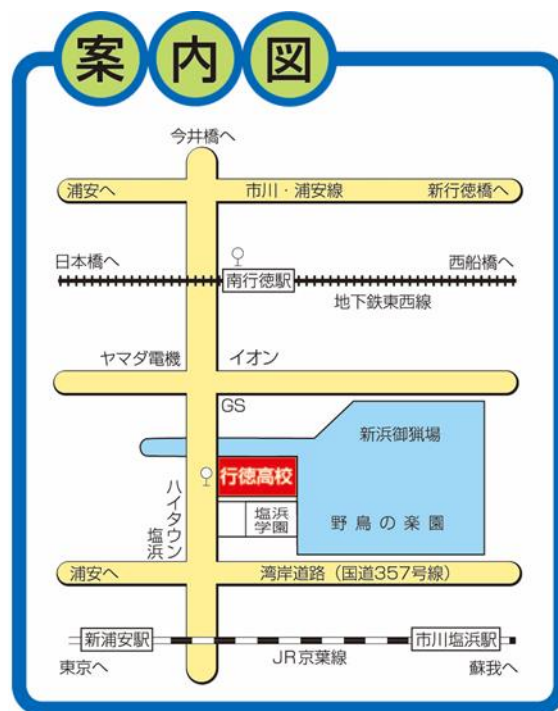 案内図
今井橋へ
浦安へ
市川・浦安線
新行徳橋へ
日本橋へ
西船橋へ
南行徳駅
地下鉄東西線
ヤマダ電機
イオン
GS
新浜御猟場
行徳高校
ハイタウン
塩浜
塩浜
学園
野鳥の楽園
浦安へ
湾岸道路（国道357号線）
新浦安駅
市川塩浜駅
JR京葉線
東京へ
蘇我へ